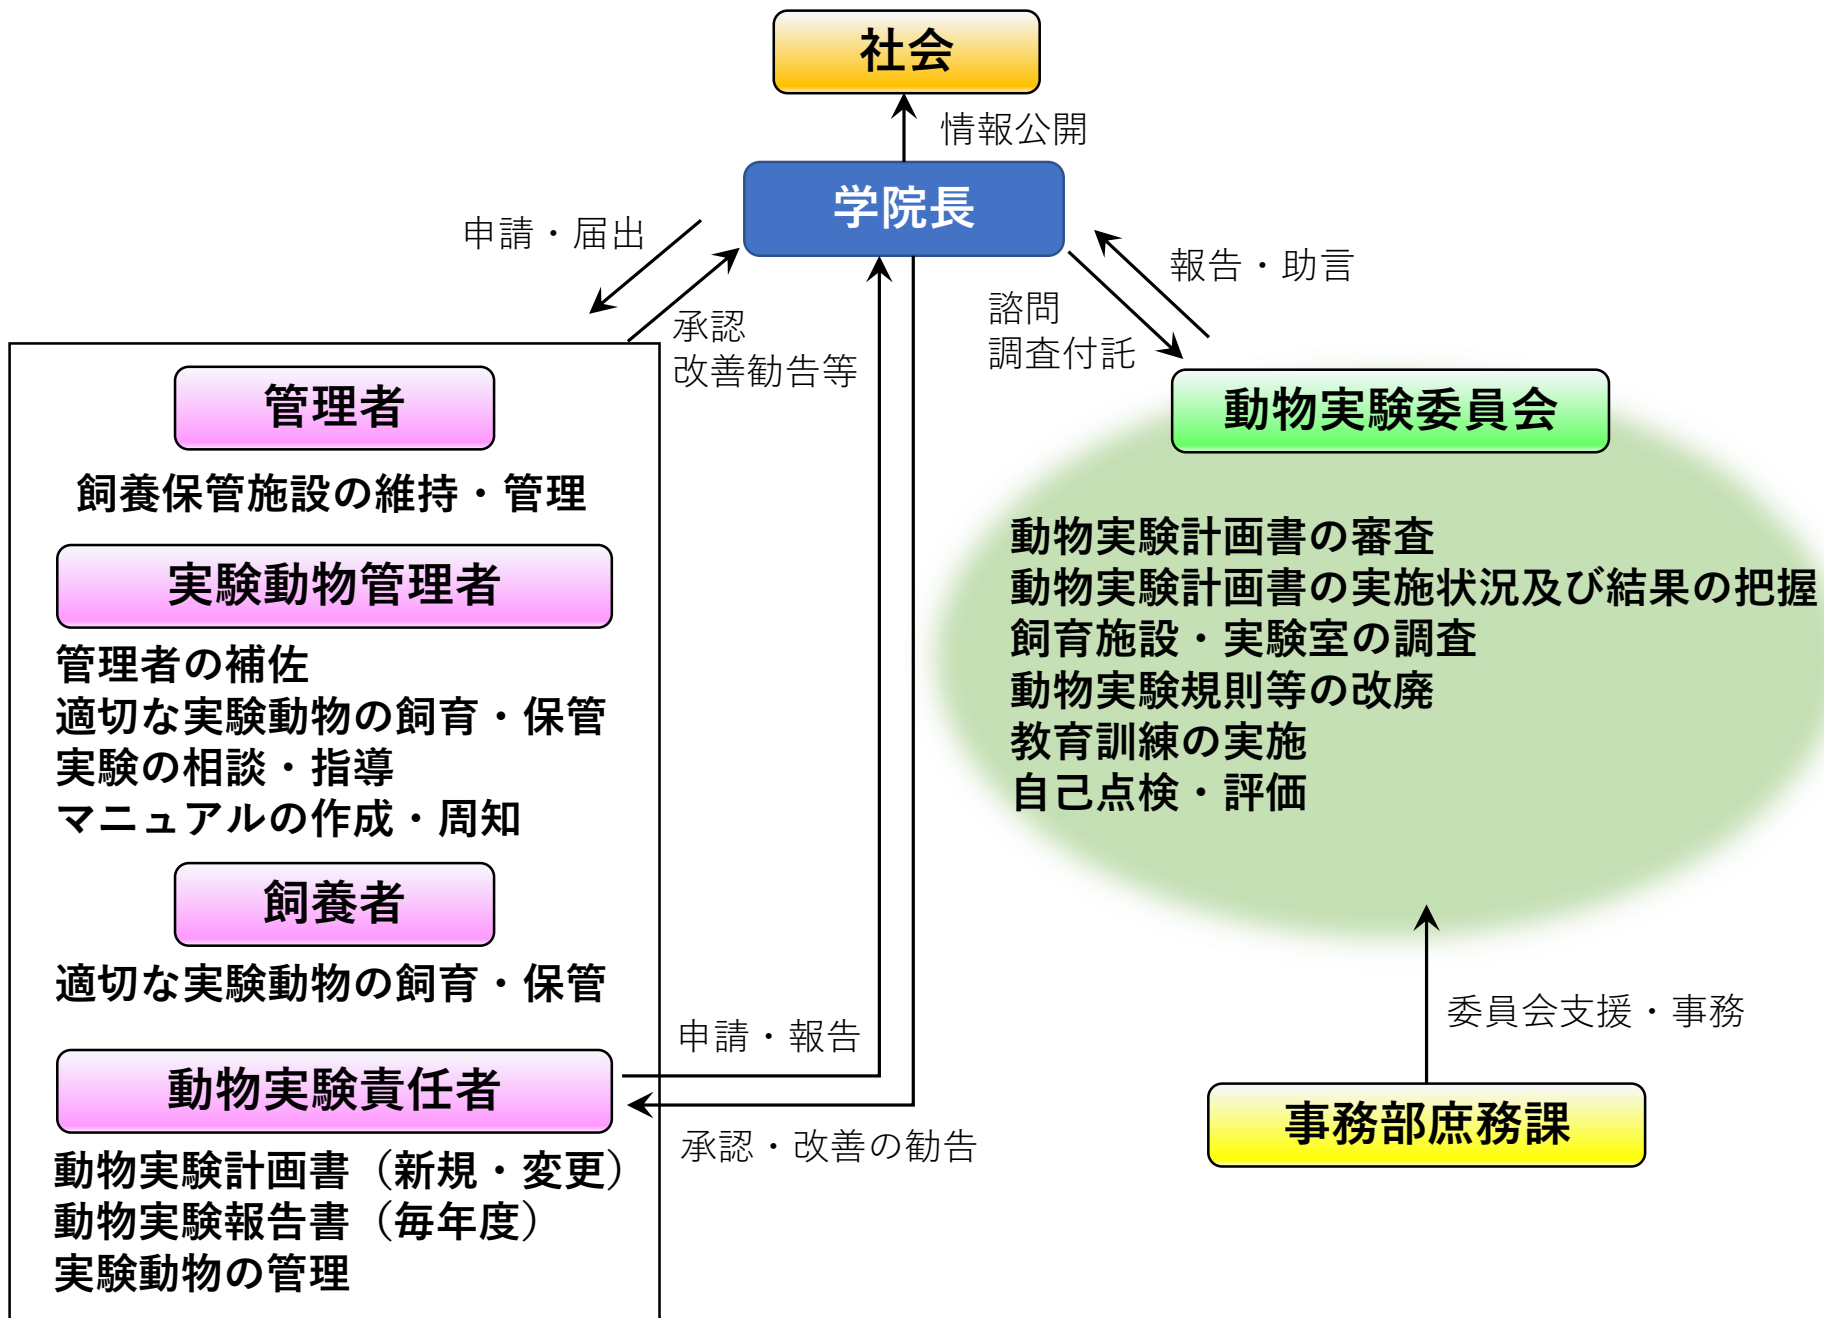 社会
情報公開
学院長
申請・届出
承認
改善勧告等
報告・助言
諮問
調査付託
管理者
飼養保管施設の維持・管理
実験動物管理者
管理者の補佐
適切な実験動物の飼育・保管
実験の相談・指導
マニュアルの作成・周知
飼養者
適切な実験動物の飼育・保管
動物実験責任者
動物実験計画書（新規・変更）
動物実験報告書（毎年度）
実験動物の管理
申請・報告
承認・改善の勧告
動物実験委員会
動物実験計画書の審査
動物実験計画書の実施状況及び結果の把握
飼育施設・実験室の調査
動物実験規則等の改廃
教育訓練の実施
自己点検・評価
委員会支援・事務
事務部庶務課